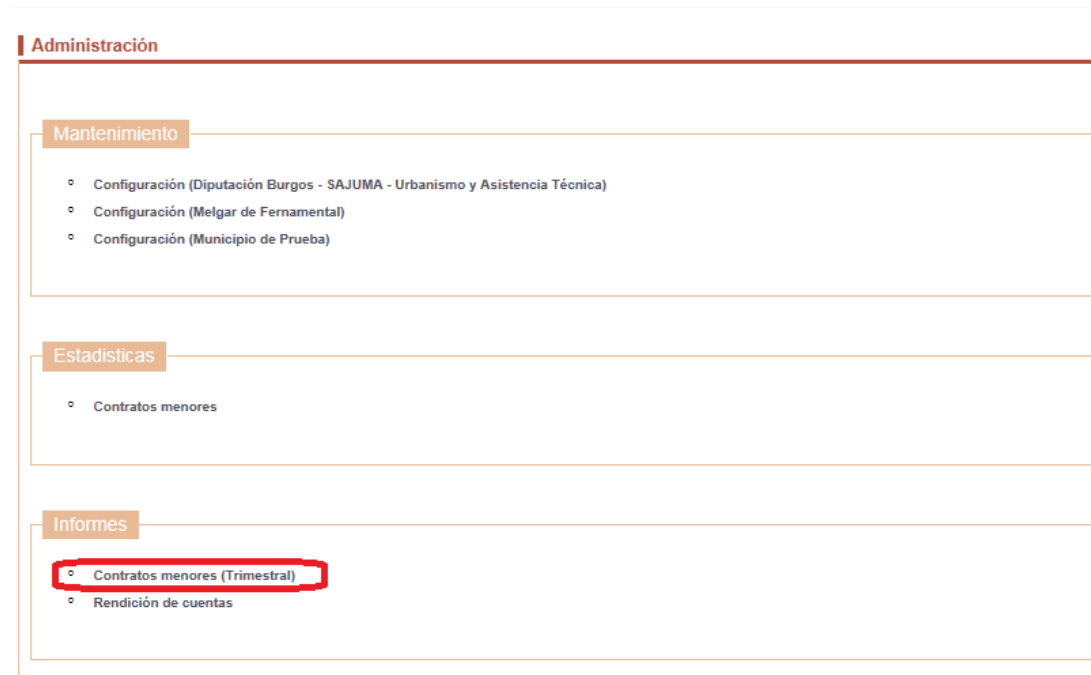 Administración
Mantenimiento
Configuración (Diputación Burgos - SAJUMA - Urbanismo y Asistencia Técnica)
Configuración (Melgar de Fernamental)
Configuración (Municipio de Prueba)
Estadisticas
Contratos menores
Informes
Contratos menores (Trimestral)
Rendición de cuentas